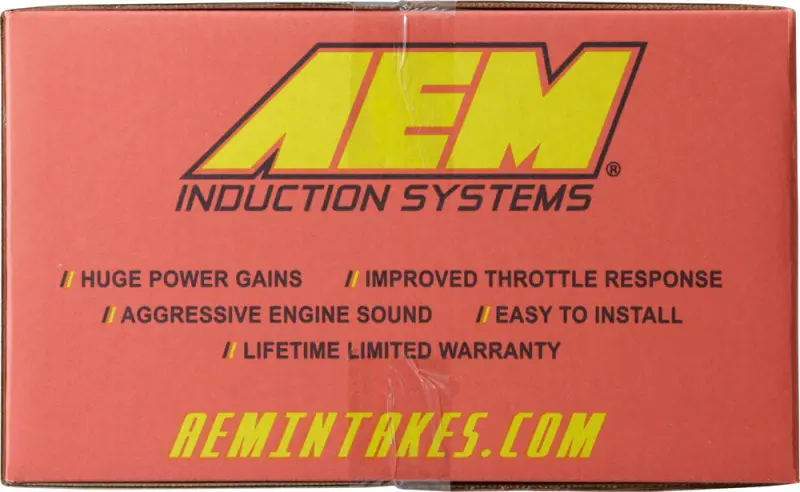 AEM®
INDUCTION SYSTEMS
// HUGE POWER GAINS // IMPROVED THROTTLE RESPONSE
// AGGRESSIVE ENGINE SOUND // EASY TO INSTALL
// LIFETIME LIMITED WARRANTY
AEMINTAKES.COM